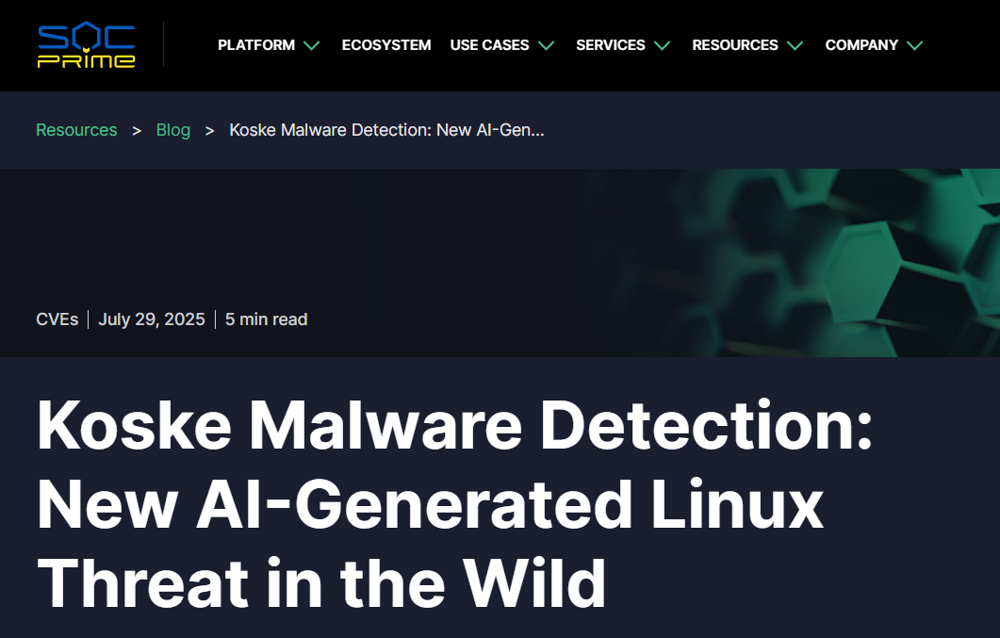 SOC PRIME
PLATFORM ECOSYSTEM USE CASES SERVICES RESOURCES COMPANY
Resources > Blog > Koske Malware Detection: New AI-Gen...
CVEs | July 29, 2025 | 5 min read
Koske Malware Detection:
New AI-Generated Linux
Threat in the Wild